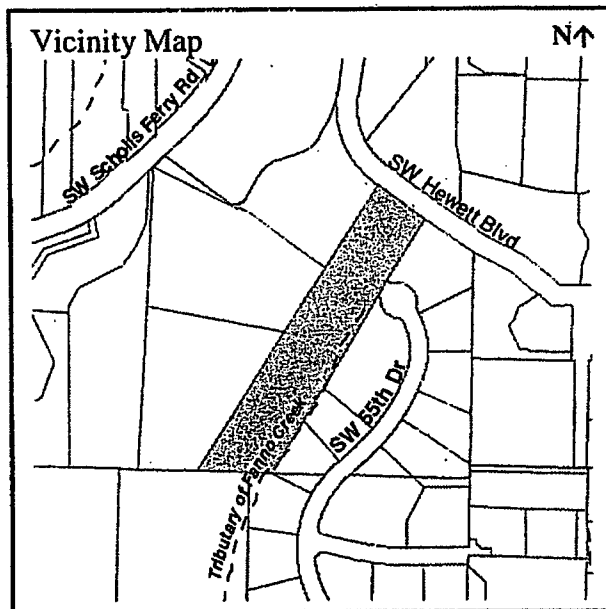 Vicinity Map
N↑
SW Scholls Ferry Rd
SW Hewett Blvd
SW 55th Dr
Tributary of Fanno Creek